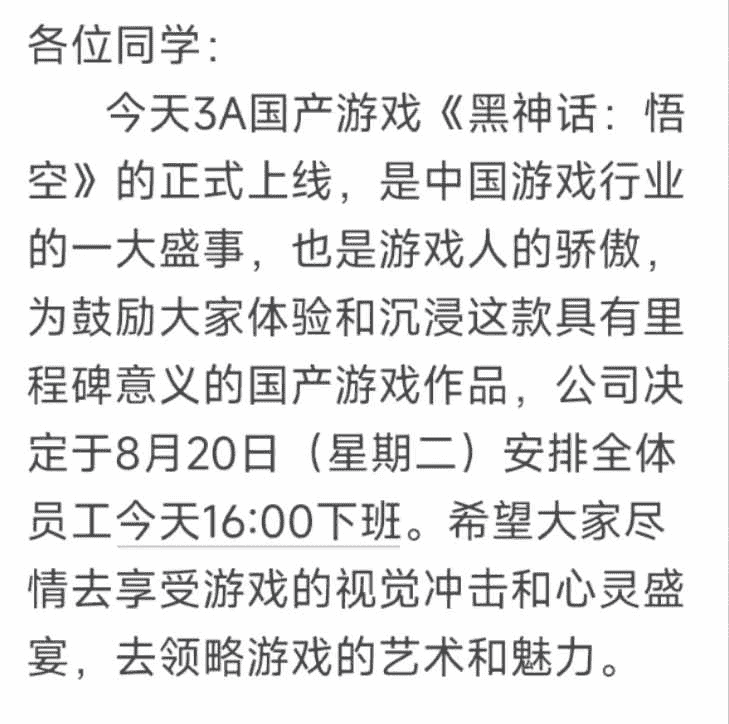 各位同学：
今天3A国产游戏《黑神话：悟
空》的正式上线，是中国游戏行业
的一大盛事，也是游戏人的骄傲，
为鼓励大家体验和沉浸这款具有里
程碑意义的国产游戏作品，公司决
定于8月20日（星期二）安排全体
员工今天16:00下班。希望大家尽
情去享受游戏的视觉冲击和心灵盛
宴，去领略游戏的艺术和魅力。